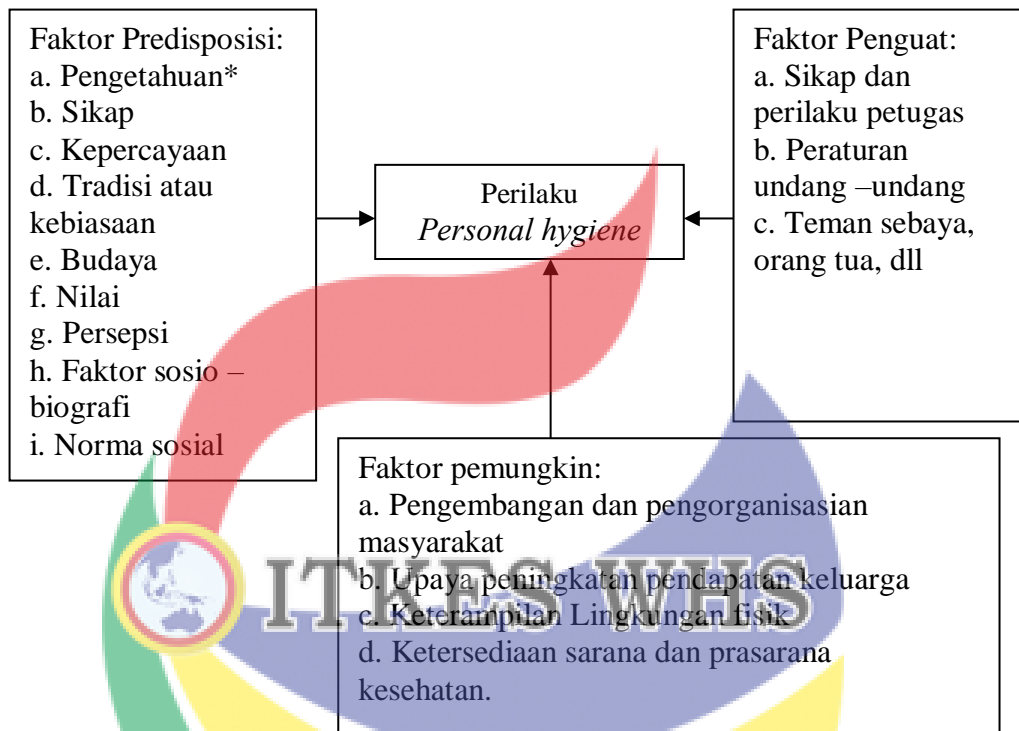 Faktor Predisposisi:
a. Pengetahuan*
b. Sikap
c. Kepercayaan
d. Tradisi atau
kebiasaan
e. Budaya
f. Nilai
g. Persepsi
h. Faktor sosio –
biografi
i. Norma sosial
Perilaku
Personal hygiene
Faktor Penguat:
a. Sikap dan
perilaku petugas
b. Peraturan
undang –undang
c. Teman sebaya,
orang tua, dll
Faktor pemungkin:
a. Pengembangan dan pengorganisasian
masyarakat
b. Upaya peningkatan pendapatan keluarga
c. Keterampilan Lingkungan fisik
d. Ketersediaan sarana dan prasarana
kesehatan.
ITKES WHS